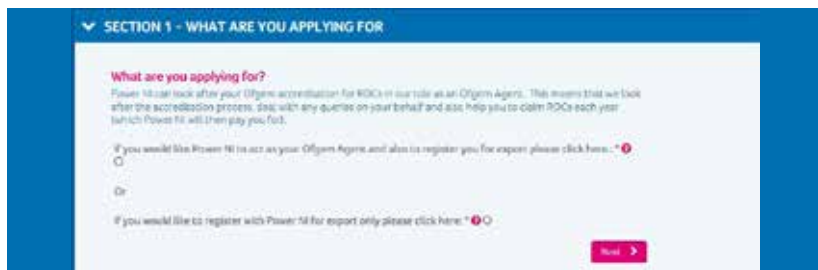 SECTION 1 - WHAT ARE YOU APPLYING FOR
What are you applying for?
Power NI can look after your Ofgem accreditation for ROCs in our role as an Ofgem Agent. This means that we look
after the accreditation process, deal with any queries on your behalf and also help you to claim ROCs each year
(which Power NI will then pay you for).
If you would like Power NI to act as your Ofgem Agent and also to register you for export please click here: *
Or
If you would like to register with Power NI for export only please click here: *
Next